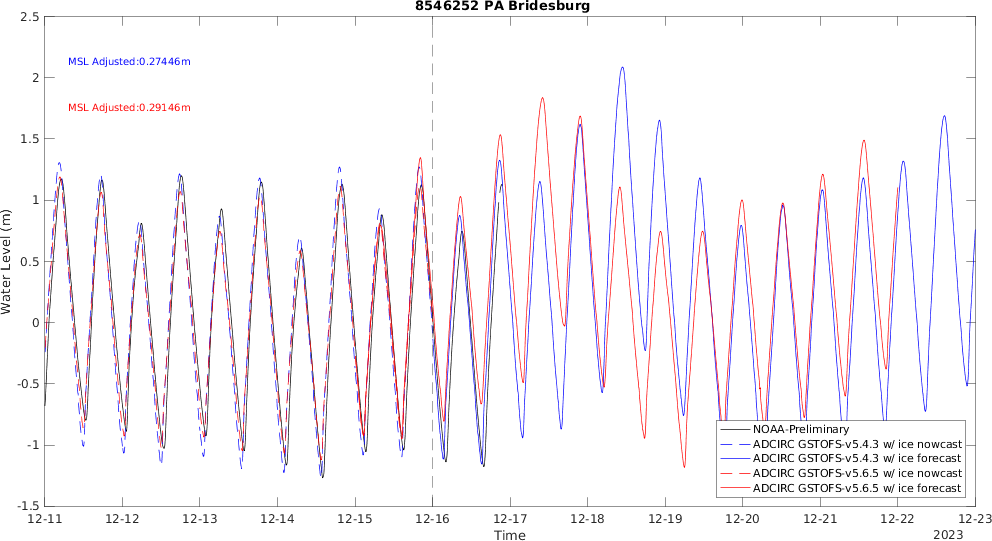 8546252 PA Bridesburg
2.5
2
1.5
1
0.5
0
-0.5
-1
-1.5
Water Level (m)
MSL Adjusted:0.27446m
MSL Adjusted:0.29146m
NOAA-Preliminary
ADCIRC GSTOFS-v5.4.3 w/ ice nowcast
ADCIRC GSTOFS-v5.4.3 w/ ice forecast
ADCIRC GSTOFS-v5.6.5 w/ ice nowcast
ADCIRC GSTOFS-v5.6.5 w/ ice forecast
12-11 12-12 12-13 12-14 12-15 12-16 12-17 12-18 12-19 12-20 12-21 12-22 12-23
Time
2023